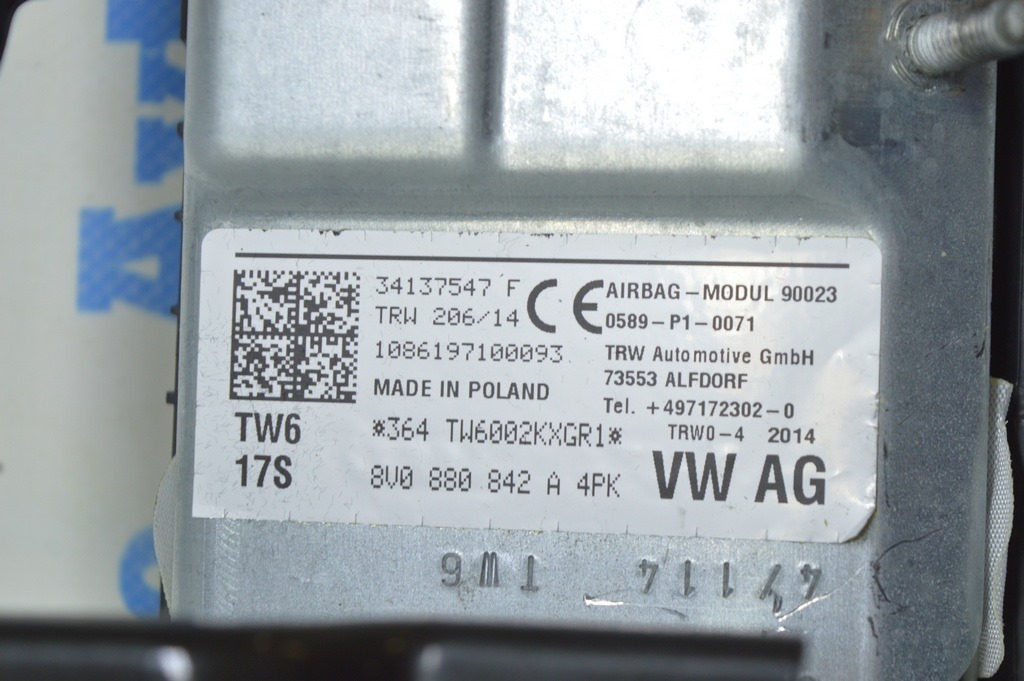 34137547 F
TRW 206/14
1086197100093
MADE IN POLAND
CE
AIRBAG-MODUL 90023
0589-P1-0071
TRW Automotive GmbH
73553 ALFDORF
Tel. +497172302-0
TRW0-4 2014
TW6
17S
*364 TW6002KXGR1*
8V0 880 842 A 4PK
VW AG
TW6